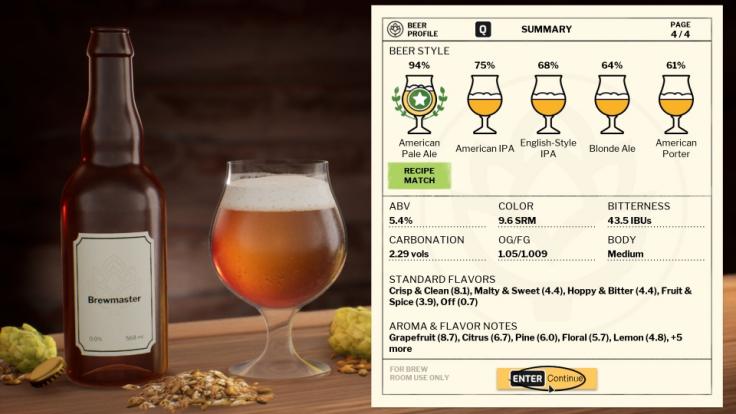 BEER
PROFILE
Q
SUMMARY
PAGE
4/4
BEER STYLE
94% 75% 68% 64% 61%
American
Pale Ale
American IPA
English-Style
IPA
Blonde Ale
American
Porter
RECIPE
MATCH
ABV COLOR BITTERNESS
5.4% 9.6 SRM 43.5 IBUs
CARBONATION OG/FG BODY
2.29 vols 1.05/1.009 Medium
STANDARD FLAVORS
Crisp & Clean (8.1), Malty & Sweet (4.4), Hoppy & Bitter (4.4), Fruit &
Spice (3.9), Off (0.7)
AROMA & FLAVOR NOTES
Grapefruit (8.7), Citrus (6.7), Pine (6.0), Floral (5.7), Lemon (4.8), +5
more
FOR BREW
ROOM USE ONLY
ENTER Continue
Brewmaster
0.0% 568 ml